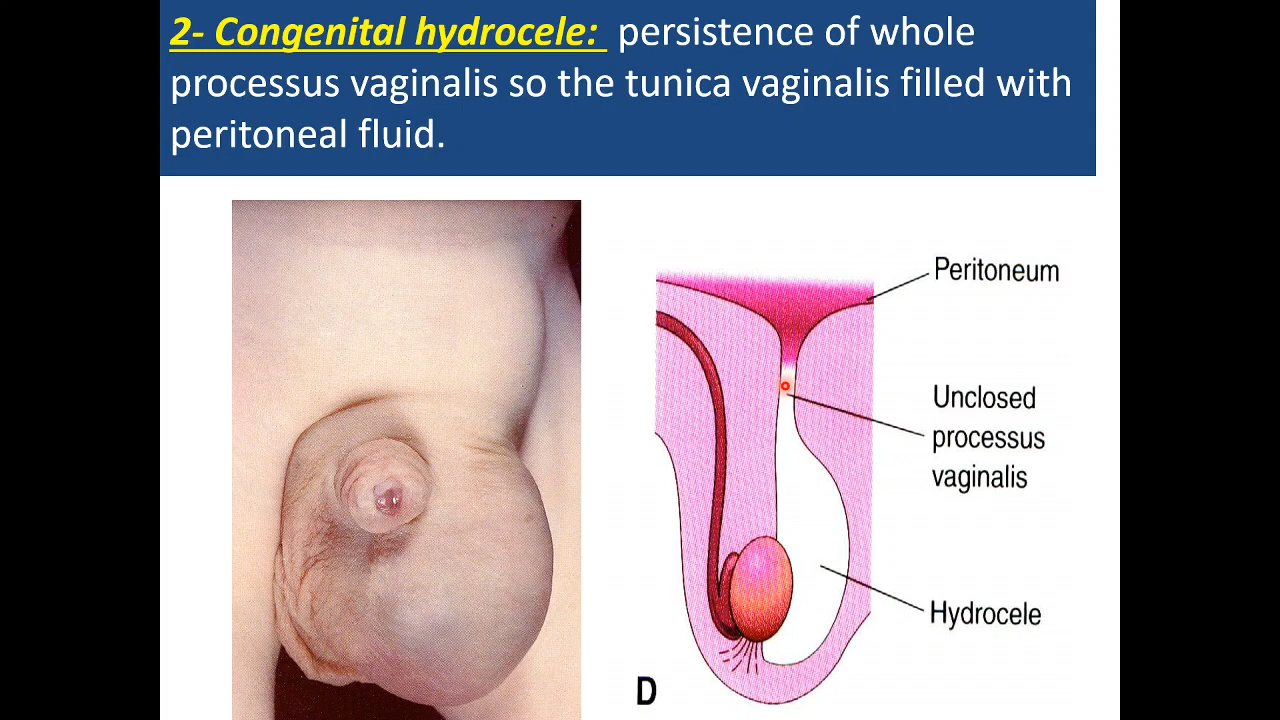 2- Congenital hydrocele: persistence of whole
processus vaginalis so the tunica vaginalis filled with
peritoneal fluid.
Peritoneum
Unclosed
processus
vaginalis
Hydrocele
D